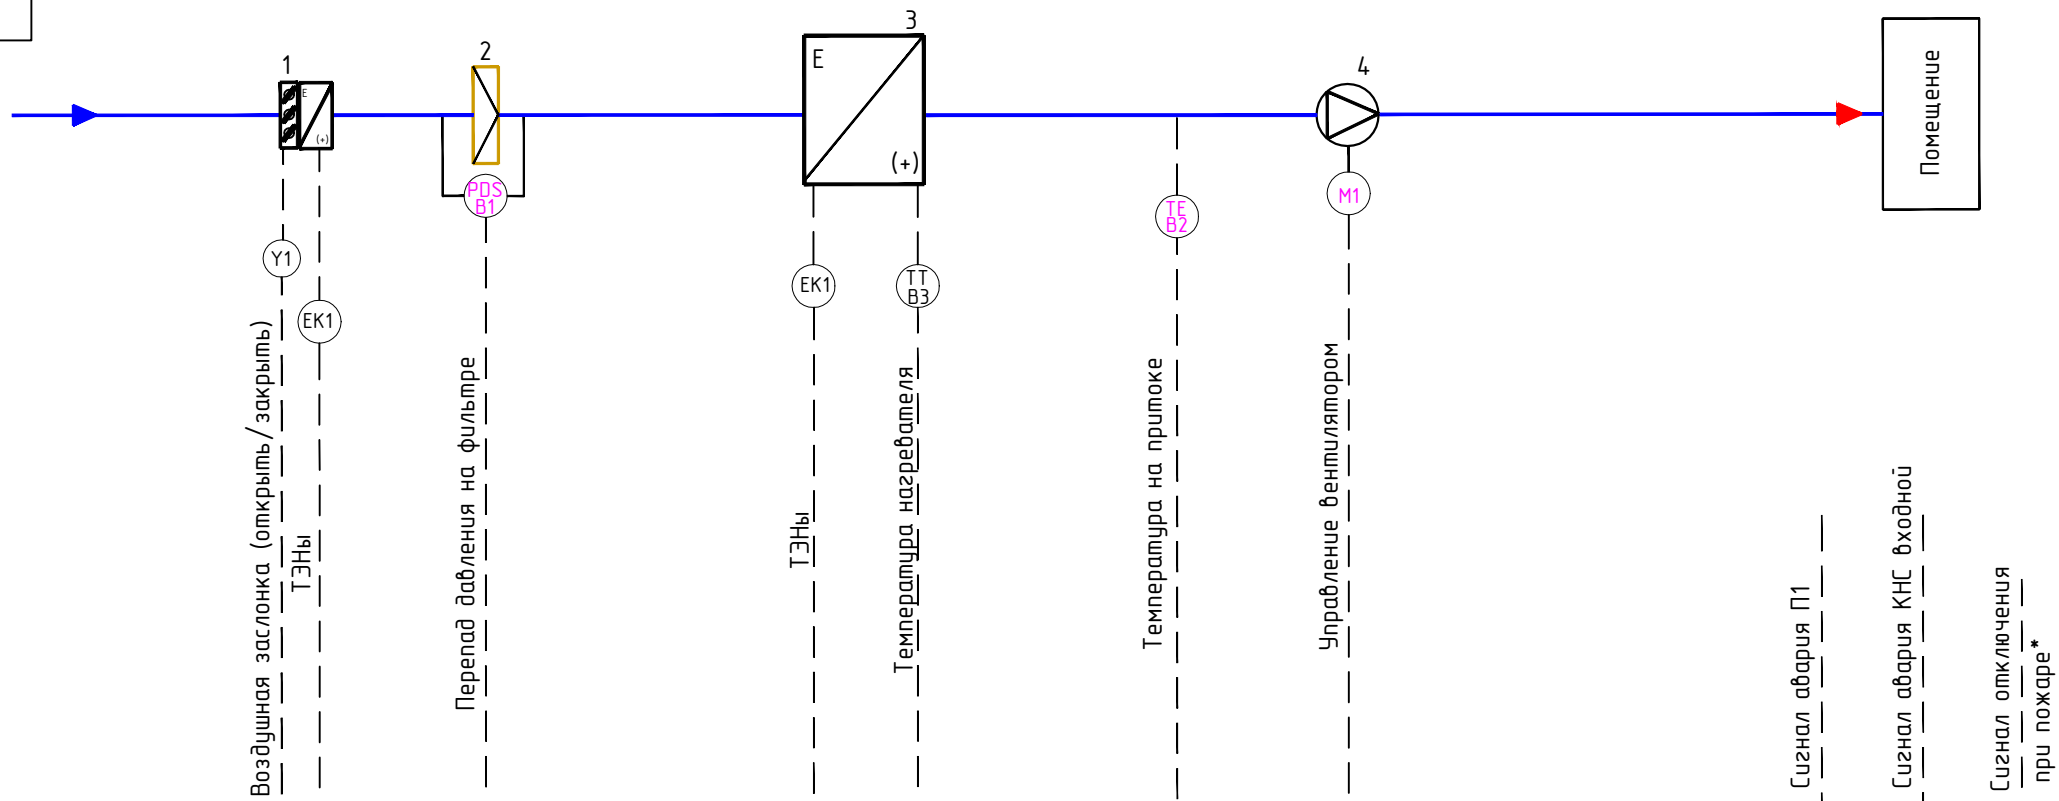 1
2
3
4
E
(+)
E
(+)
Помещение
PDS
B1
TE
B2
M1
Y1
EK1
EK1
TT
B3
Воздушная заслонка (открыть/закрыть)
ТЭНы
Перепад давления на фильтре
ТЭНы
Температура нагревателя
Температура на притоке
Управление вентилятором
Сигнал авария П1
Сигнал авария КНС входной
Сигнал отключения
при пожаре*